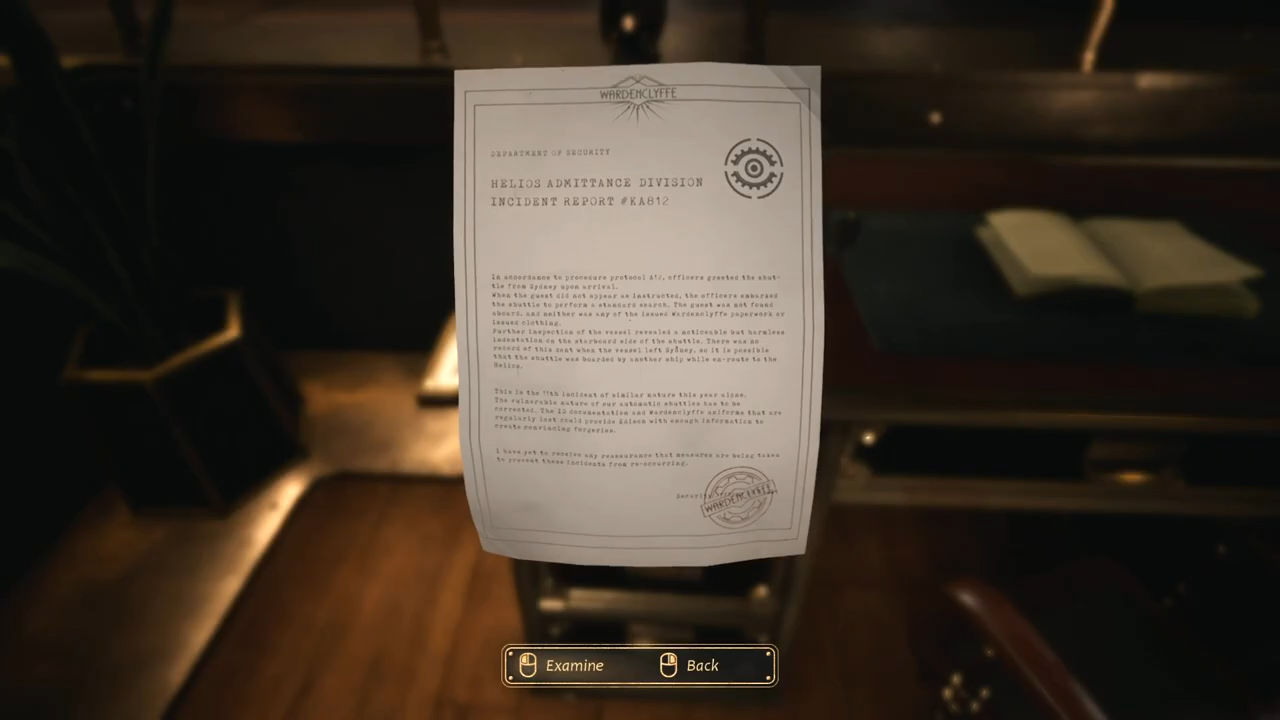 WARDENCLYFFE
DEPARTMENT OF SECURITY
HELIOS ADMITTANCE DIVISION
INCIDENT REPORT #KA812
In accordance to procedure protocol A12, officers greeted the shut-
tle from Sydney upon arrival.
When the guest did not appear as instructed, the officers embarked
the shuttle to perform a standard search. The guest was not found
aboard, and neither was any of the issued Wardenclyffe paperwork or
issued clothing.
Further inspection of the vessel revealed a noticeable but harmless
indentation on the starboard side of the shuttle. There was no
record of this dent when the vessel left Sydney, so it is possible
that the shuttle was boarded by another ship while en-route to the
Helios.
This is the incident of similar nature this year alone.
The vulnerable nature of our automatic shuttles has to be
corrected. The ID documentation and Wardenclyffe uniforms that are
regularly lost could provide Edison with enough information to
create convincing forgeries.
I have yet to receive any reassurance that measures are being taken
to prevent these incidents from re-occurring.
Security
WARDENCLYFFE
Examine
Back